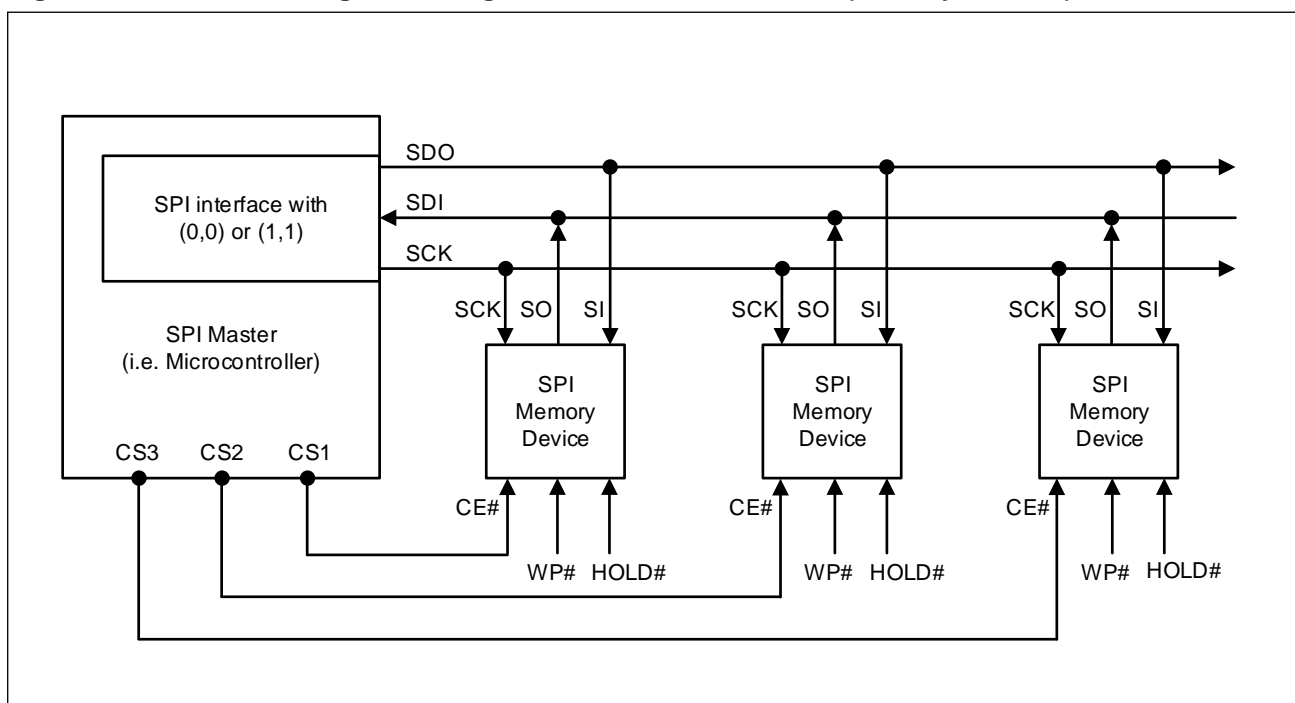 SDO
SDI
SCK
SPI interface with
(0,0) or (1,1)
SPI Master
(i.e. Microcontroller)
CS3 CS2 CS1
SCK SO SI
SPI
Memory
Device
CE#
WP# HOLD#
SCK SO SI
SPI
Memory
Device
CE#
WP# HOLD#
SCK SO SI
SPI
Memory
Device
CE#
WP# HOLD#